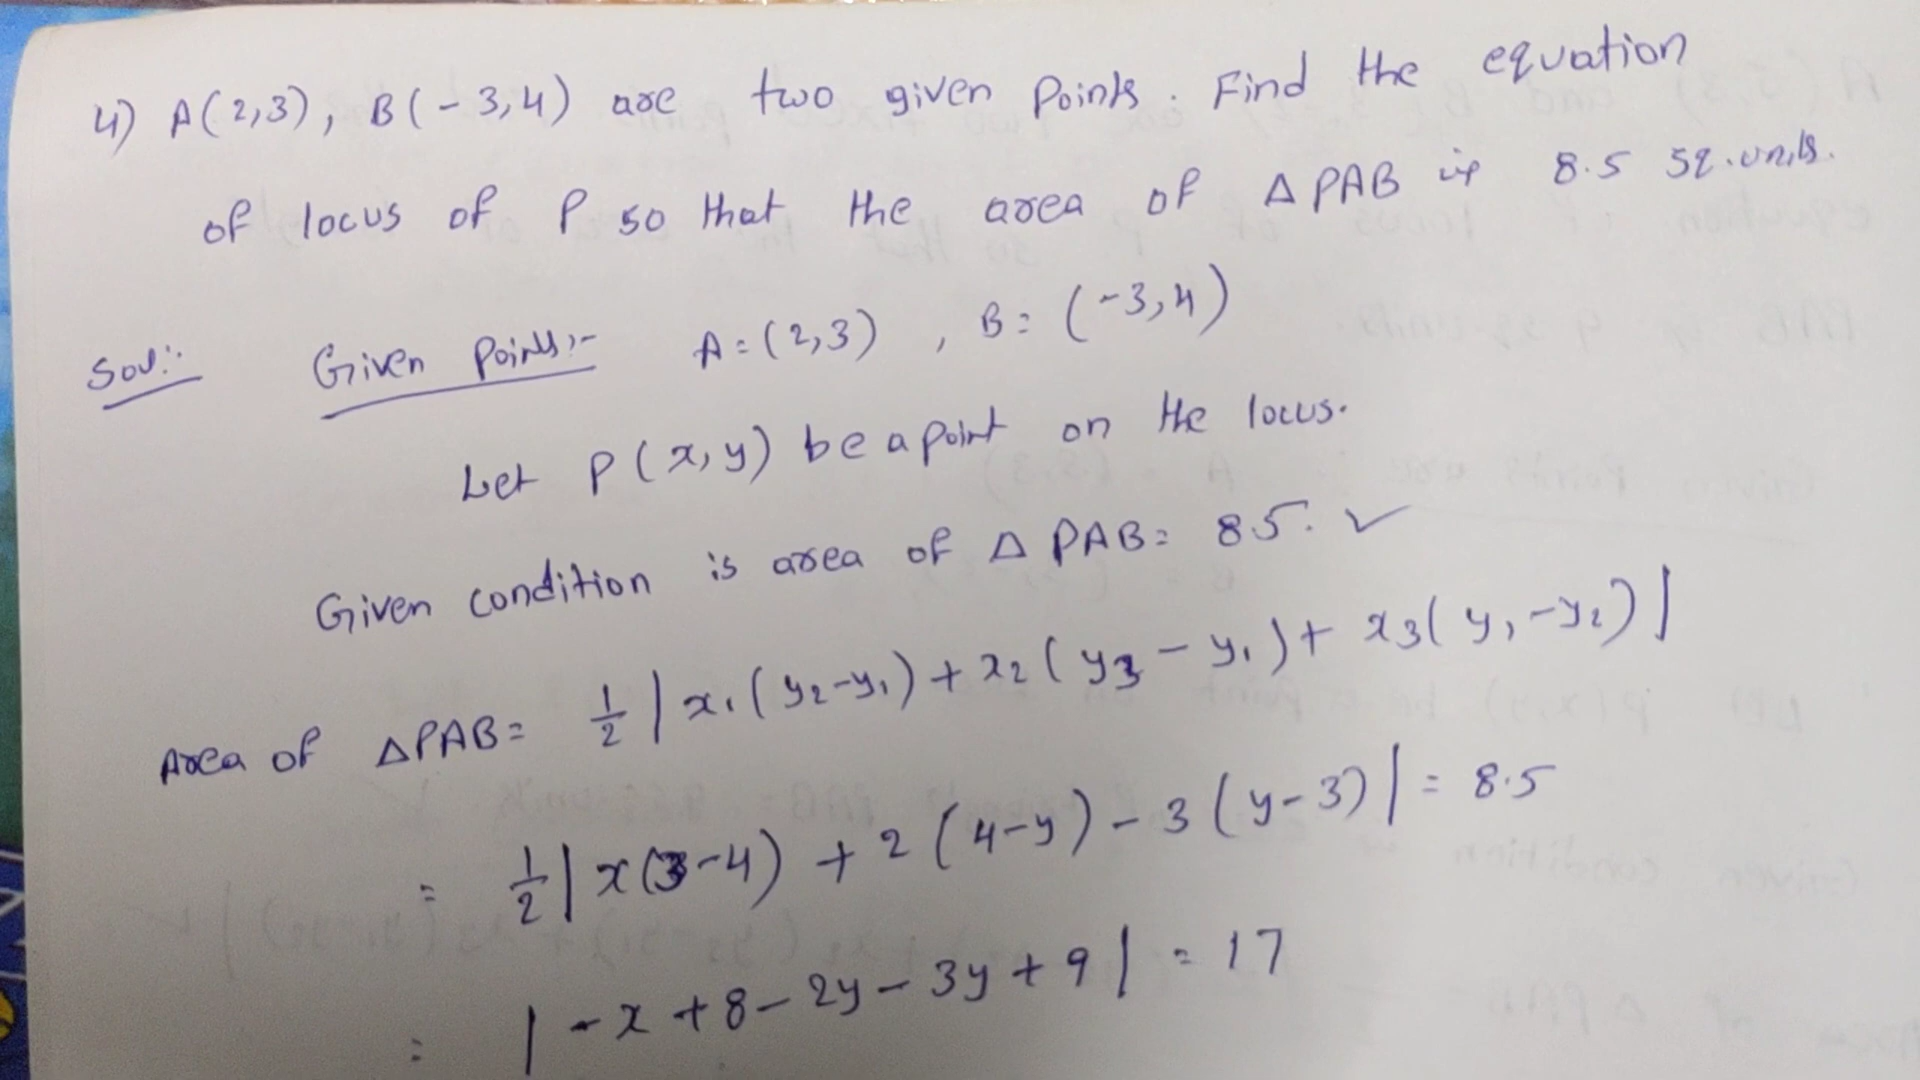 4) A(2,3), B(-3,4) are two given points. Find the equation
of locus of P so that the area of Δ PAB is 8.5 sq.units.
Sol:- Given Points:- A=(2,3) , B=(-3,4)
Let P(x,y) be a point on the locus.
Given condition is area of Δ PAB= 8.5. ✓
Area of ΔPAB= 1/2 | x₁(y₂-y₁) + x₂(y₃-y₁) + x₃(y₁-y₂) |
= 1/2 | x(3-4) + 2(4-y) - 3(y-3) | = 8.5
= | -x + 8 - 2y - 3y + 9 | = 17